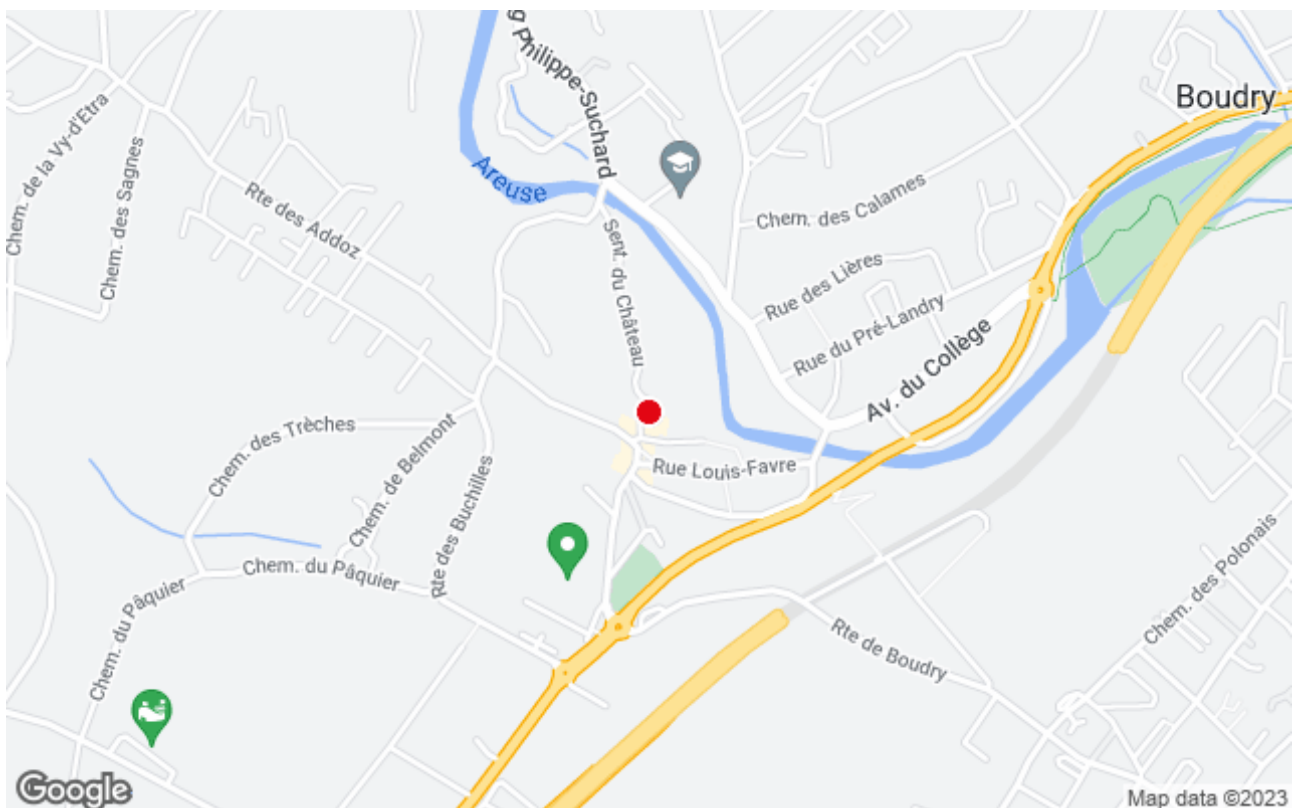 g Philippe-Suchard
Boudry
Chem. de la Vy-d'Etra
Chem. des Sagnes
Areuse
Rte des Addoz
Chem. des Calames
Sent. du Château
Rue des Lières
Rue du Pré-Landry
Av. du Collège
Chem. des Trèches
Chem. de Belmont
Rue Louis-Favre
Rte des Buchilles
Chem. du Pâquier
Chem. du Pâquier
Chem. des Polonais
Rte de Boudry
Google
Map data ©2023